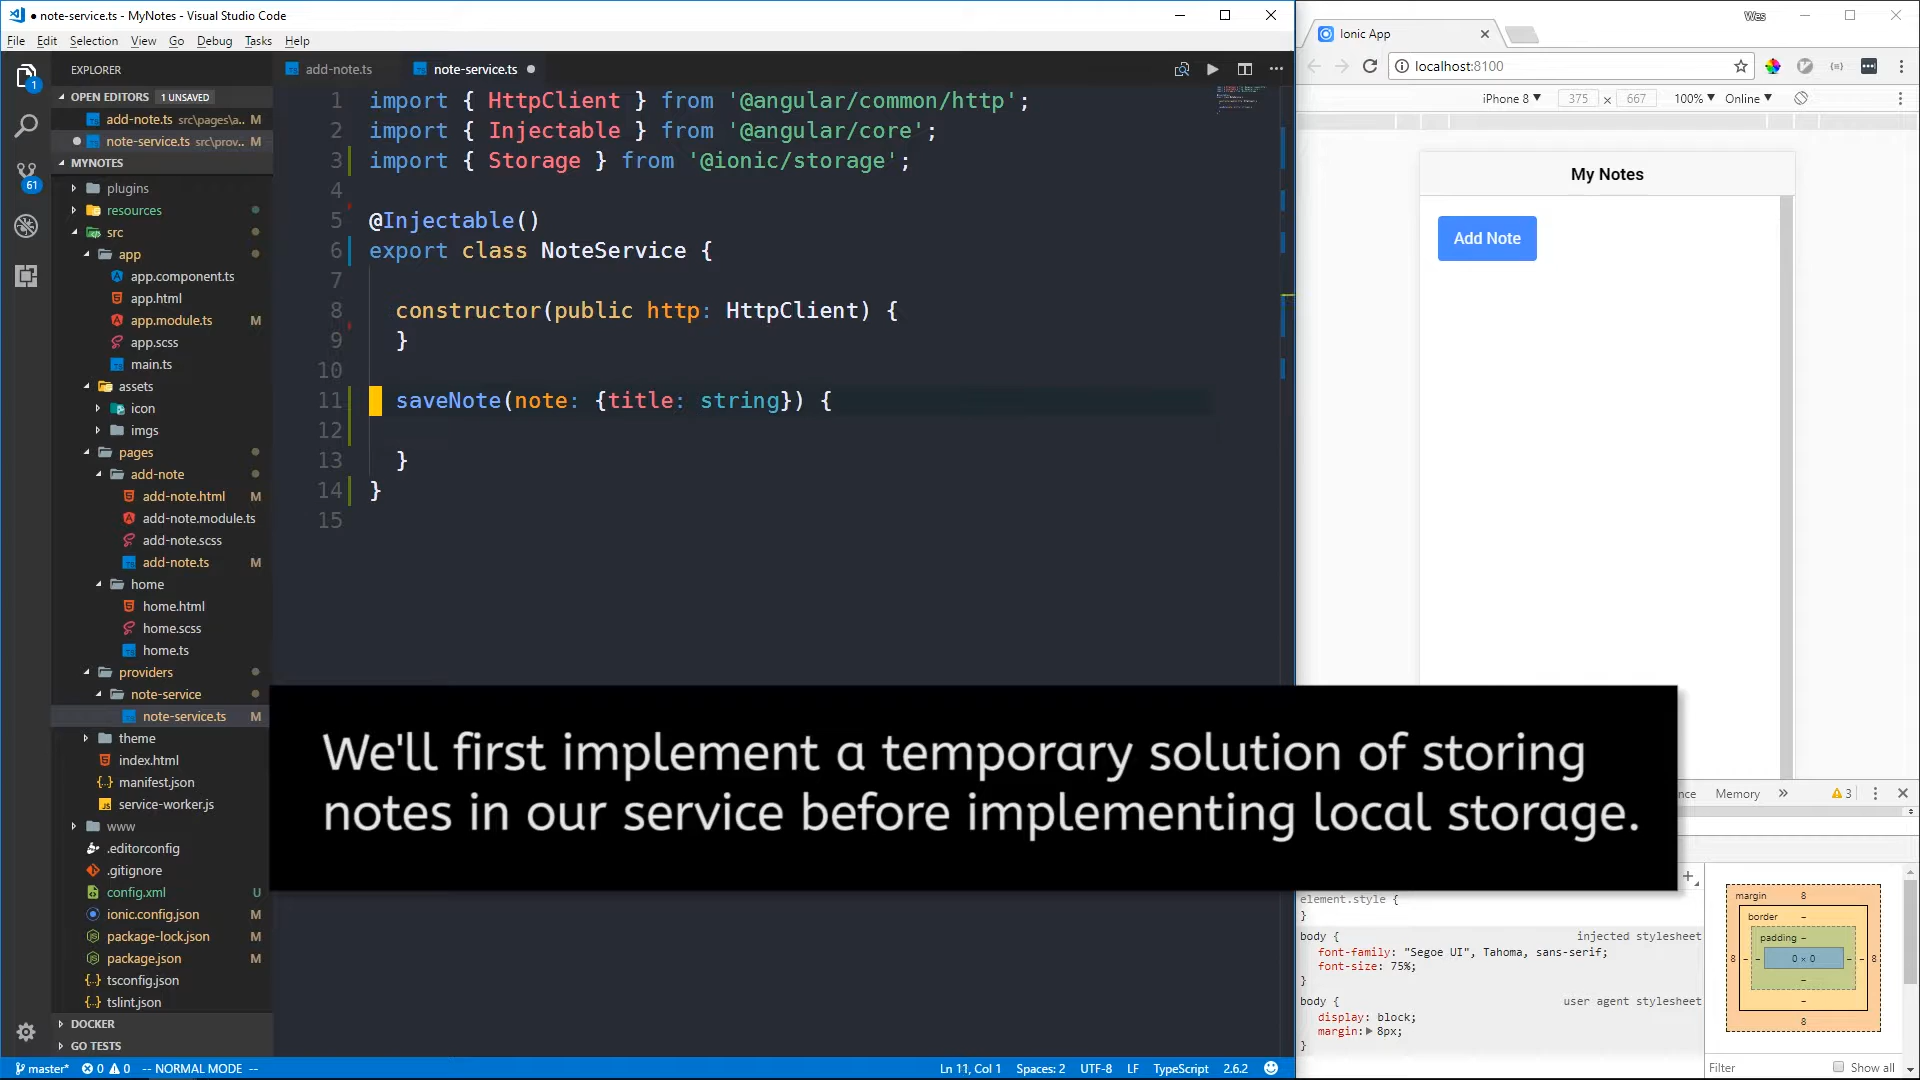 note-service.ts - MyNotes - Visual Studio Code
File Edit Selection View Go Debug Tasks Help
EXPLORER
OPEN EDITORS 1 UNSAVED
add-note.ts src\pages\a... M
note-service.ts src\prov... M
MYNOTES
plugins
resources
src
app
app.component.ts
app.html
app.module.ts M
app.scss
main.ts
assets
icon
imgs
pages
add-note
add-note.html M
add-note.module.ts
add-note.scss
add-note.ts M
home
home.html
home.scss
home.ts
providers
note-service
note-service.ts M
theme
index.html
manifest.json
service-worker.js
www
.editorconfig
.gitignore
config.xml U
ionic.config.json M
package-lock.json M
package.json M
tsconfig.json
tslint.json
DOCKER
GO TESTS
1
61
add-note.ts note-service.ts
1 import { HttpClient } from '@angular/common/http';
2 import { Injectable } from '@angular/core';
3 import { Storage } from '@ionic/storage';
4
5 @Injectable()
6 export class NoteService {
7
8 constructor(public http: HttpClient) {
9 }
10
11 saveNote(note: {title: string}) {
12
13 }
14 }
15
We'll first implement a temporary solution of storing
notes in our service before implementing local storage.
master* 0 0 -- NORMAL MODE -- Ln 11, Col 1 Spaces: 2 UTF-8 LF TypeScript 2.6.2
Wes
Ionic App
localhost:8100
iPhone 8 375 x 667 100% Online
My Notes
Add Note
nce Memory 3
element.style {
}
body { injected stylesheet
font-family: "Segoe UI", Tahoma, sans-serif;
font-size: 75%;
}
body { user agent stylesheet
display: block;
margin: 8px;
}
margin 8
border -
padding -
8 - - 0 × 0 - - 8
-
-
8
Filter Show all